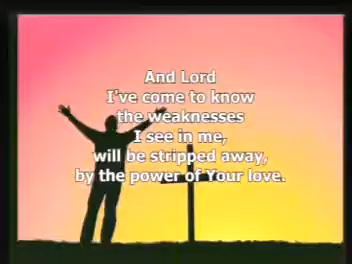 And Lord
I've come to know
the weaknesses
I see in me,
will be stripped away,
by the power of Your love.